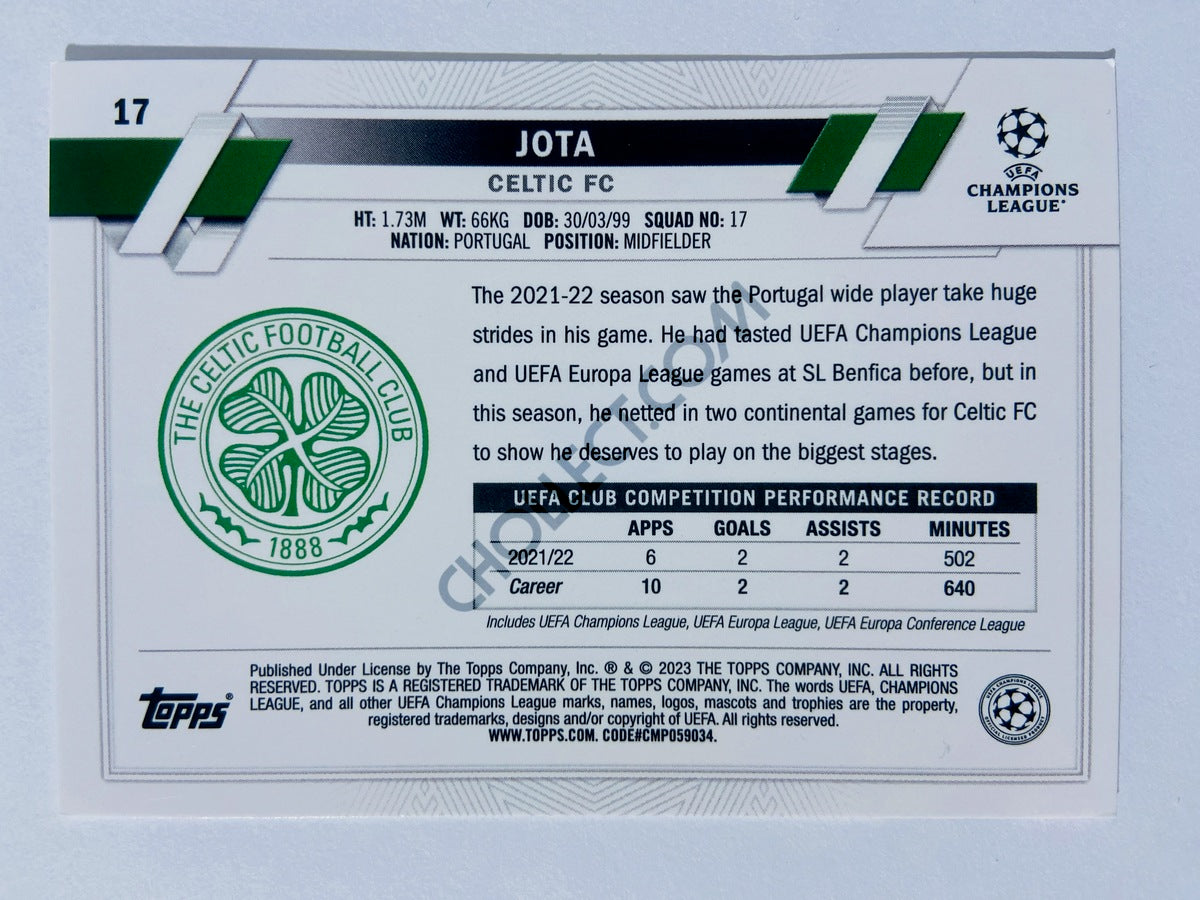 17
JOTA
CELTIC FC
UEFA
CHAMPIONS
LEAGUE
HT: 1.73M WT: 66KG DOB: 30/03/99 SQUAD NO: 17
NATION: PORTUGAL POSITION: MIDFIELDER
THE CELTIC FOOTBALL CLUB
1888
The 2021-22 season saw the Portugal wide player take huge
strides in his game. He had tasted UEFA Champions League
and UEFA Europa League games at SL Benfica before, but in
this season, he netted in two continental games for Celtic FC
to show he deserves to play on the biggest stages.
UEFA CLUB COMPETITION PERFORMANCE RECORD
APPS GOALS ASSISTS MINUTES
2021/22 6 2 2 502
Career 10 2 2 640
Includes UEFA Champions League, UEFA Europa League, UEFA Europa Conference League
CHOLLECT.COM
Topps®
Published Under License by The Topps Company, Inc. ® & © 2023 THE TOPPS COMPANY, INC. ALL RIGHTS
RESERVED. TOPPS IS A REGISTERED TRADEMARK OF THE TOPPS COMPANY, INC. The words UEFA, CHAMPIONS
LEAGUE, and all other UEFA Champions League marks, names, logos, mascots and trophies are the property,
registered trademarks, designs and/or copyright of UEFA. All rights reserved.
WWW.TOPPS.COM. CODE#CMP059034.
UEFA CHAMPIONS LEAGUE
OFFICIAL LICENSED PRODUCT